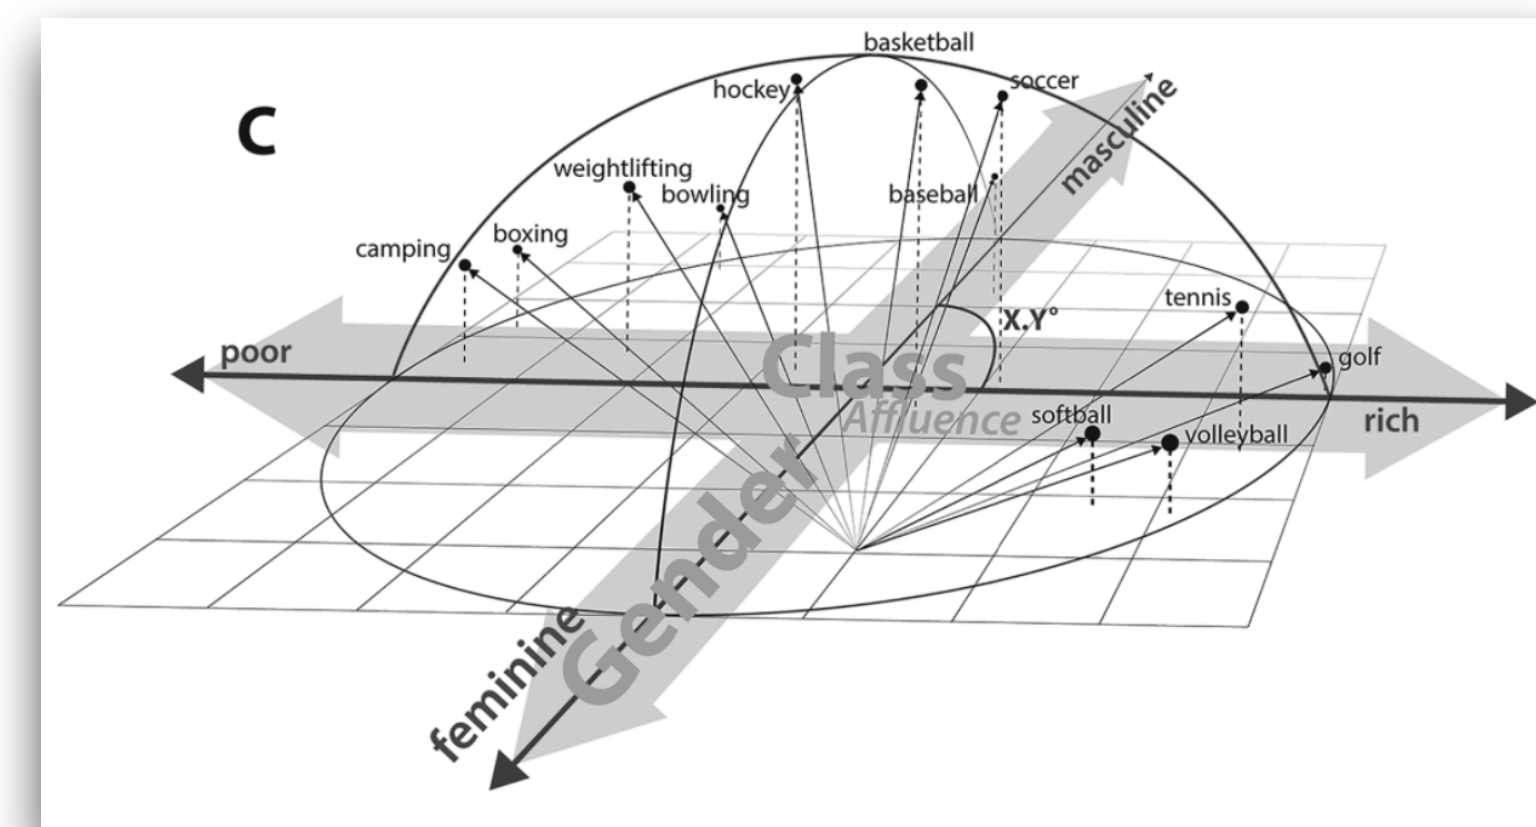 C
basketball
hockey
soccer
masculine
weightlifting
bowling
baseball
boxing
camping
tennis
X.Y°
poor
Class
golf
Affluence
softball
rich
volleyball
Gender
feminine